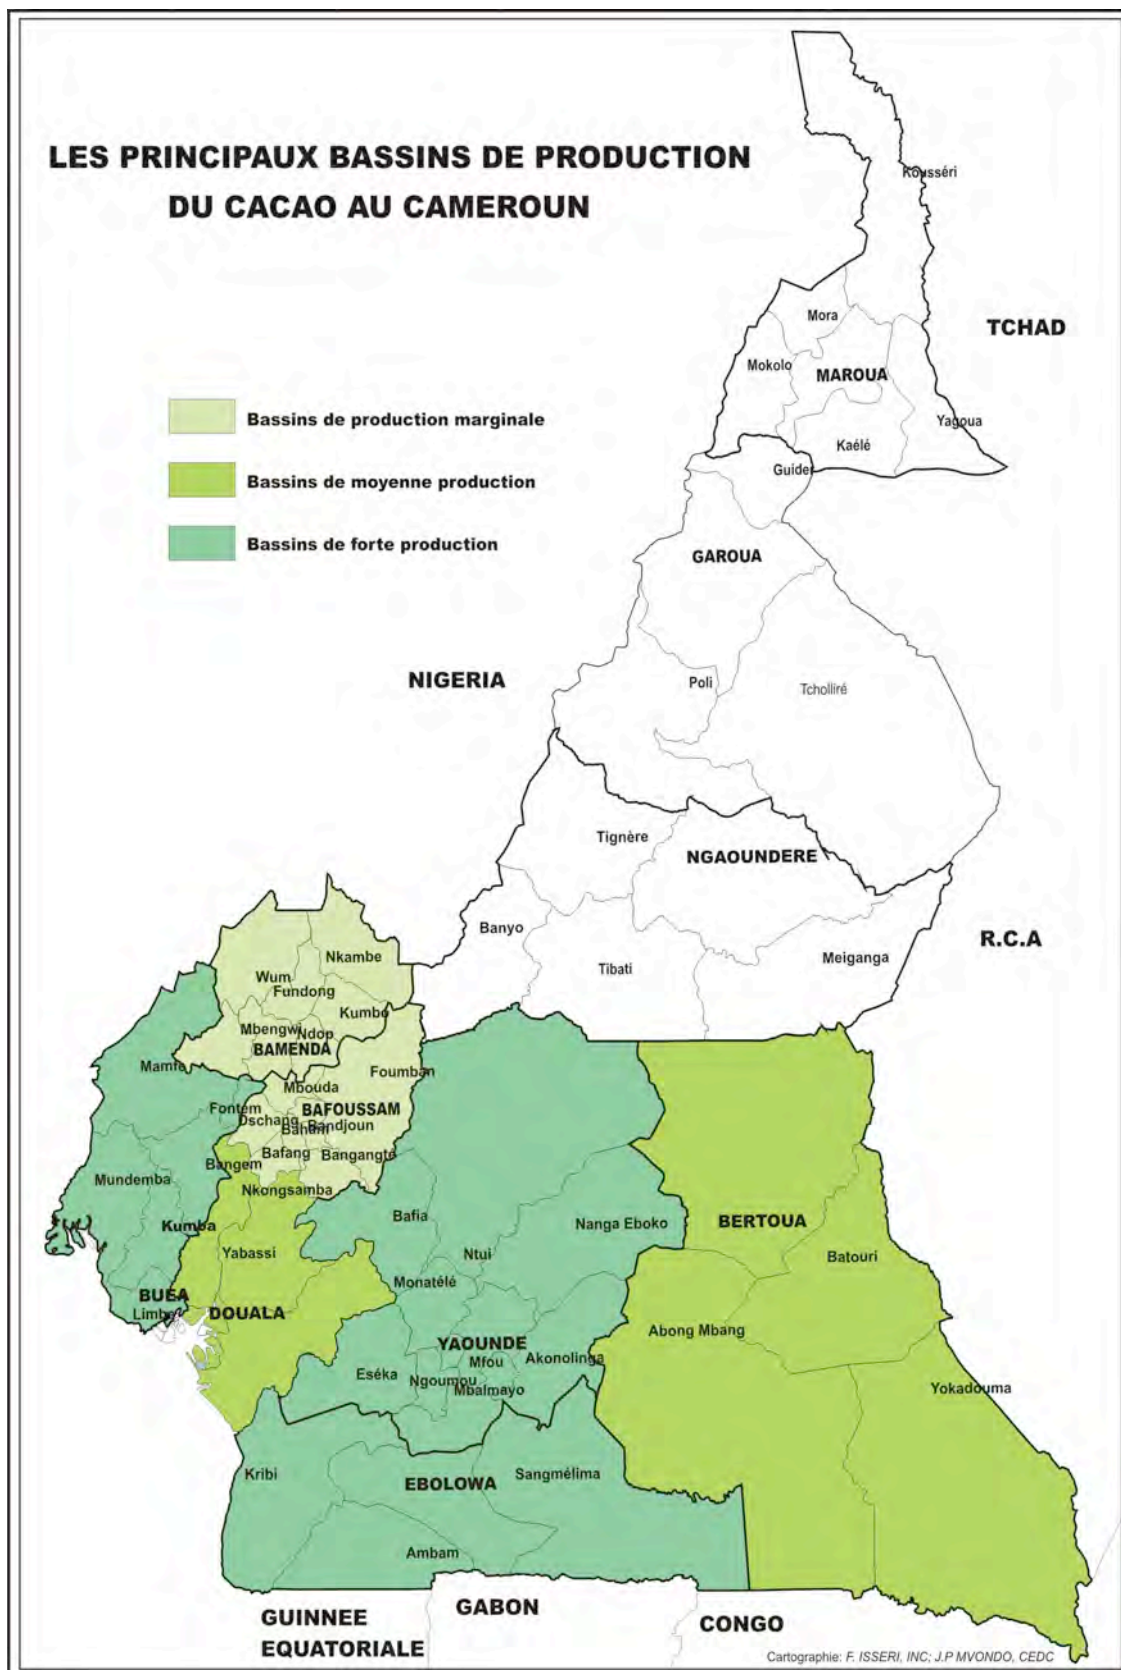 LES PRINCIPAUX BASSINS DE PRODUCTION
DU CACAO AU CAMEROUN
Kousséri
TCHAD
Mora
Mokolo
MAROUA
Yagoua
Kaélé
Guider
Bassins de production marginale
Bassins de moyenne production
Bassins de forte production
GAROUA
NIGERIA
Poli
Tcholliré
Tignère
NGAOUNDERE
Banyo
R.C.A
Tibati
Meiganga
Nkambe
Wum
Fundong
Kumbo
Mbengwi
Ndop
BAMENDA
Mamfe
Foumban
Mbouda
Fontem
BAFOUSSAM
Dschang
Bandjoun
Baham
Bafang
Bangangté
Bangem
Mundemba
Nkongsamba
Kumba
Bafia
Nanga Eboko
BERTOUA
Yabassi
Ntui
Batouri
Monatélé
BUEA
Limbe
DOUALA
YAOUNDE
Abong Mbang
Mfou
Akonolinga
Eséka
Ngoumou
Mbalmayo
Yokadouma
Kribi
EBOLOWA
Sangmélima
Ambam
GUINNEE
EQUATORIALE
GABON
CONGO
Cartographie: F. ISSERI, INC; J.P MVONDO, CEDC